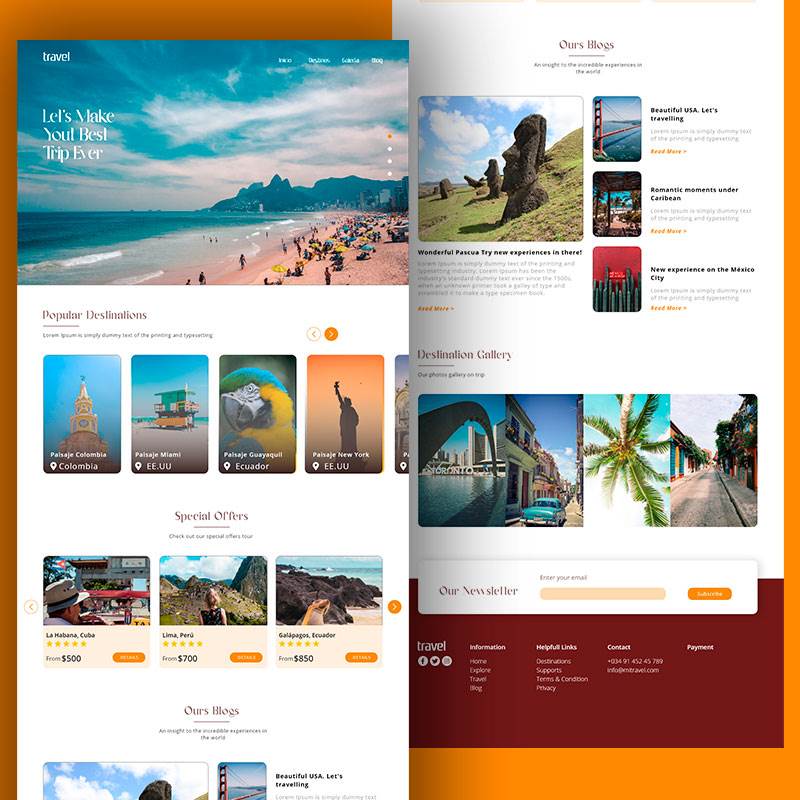 travel
Inicio Destinos Galería Blog
Let's Make
Yout Best
Trip Ever
Popular Destinations
Lorem Ipsum is simply dummy text of the printing and typesetting
Paisaje Colombia
Colombia
Paisaje Miami
EE.UU
Paisaje Guayaquil
Ecuador
Paisaje New York
EE.UU
Special Offers
Check out our special offers tour
La Habana, Cuba
From $500
DETAILS
Lima, Perú
From $700
DETAILS
Galápagos, Ecuador
From $850
DETAILS
Ours Blogs
An insight to the incredible experiences in
the world
Beautiful USA. Let's
travelling
Lorem Ipsum is simply dummy text
Ours Blogs
An insight to the incredible experiences in
the world
Wonderful Pascua Try new experiences in there!
Lorem Ipsum is simply dummy text of the printing and
typesetting industry. Lorem Ipsum has been the
industry's standard dummy text ever since the 1500s,
when an unknown printer took a galley of type and
scrambled it to make a type specimen book.
Read More >
Beautiful USA. Let's
travelling
Lorem Ipsum is simply dummy text
of the printing and typesetting
Read More >
Romantic moments under
Caribean
Lorem Ipsum is simply dummy text
of the printing and typesetting
Read More >
New experience on the México
City
Lorem Ipsum is simply dummy text
of the printing and typesetting
Read More >
Destination Gallery
Our photos gallery on trip
TORONTO
Our Newsletter
Enter your email
Subscribe
travel
Information
Home
Explore
Travel
Blog
Helpfull Links
Destinations
Supports
Terms & Condition
Privacy
Contact
+034 91 452 45 789
info@mitravel.com
Payment